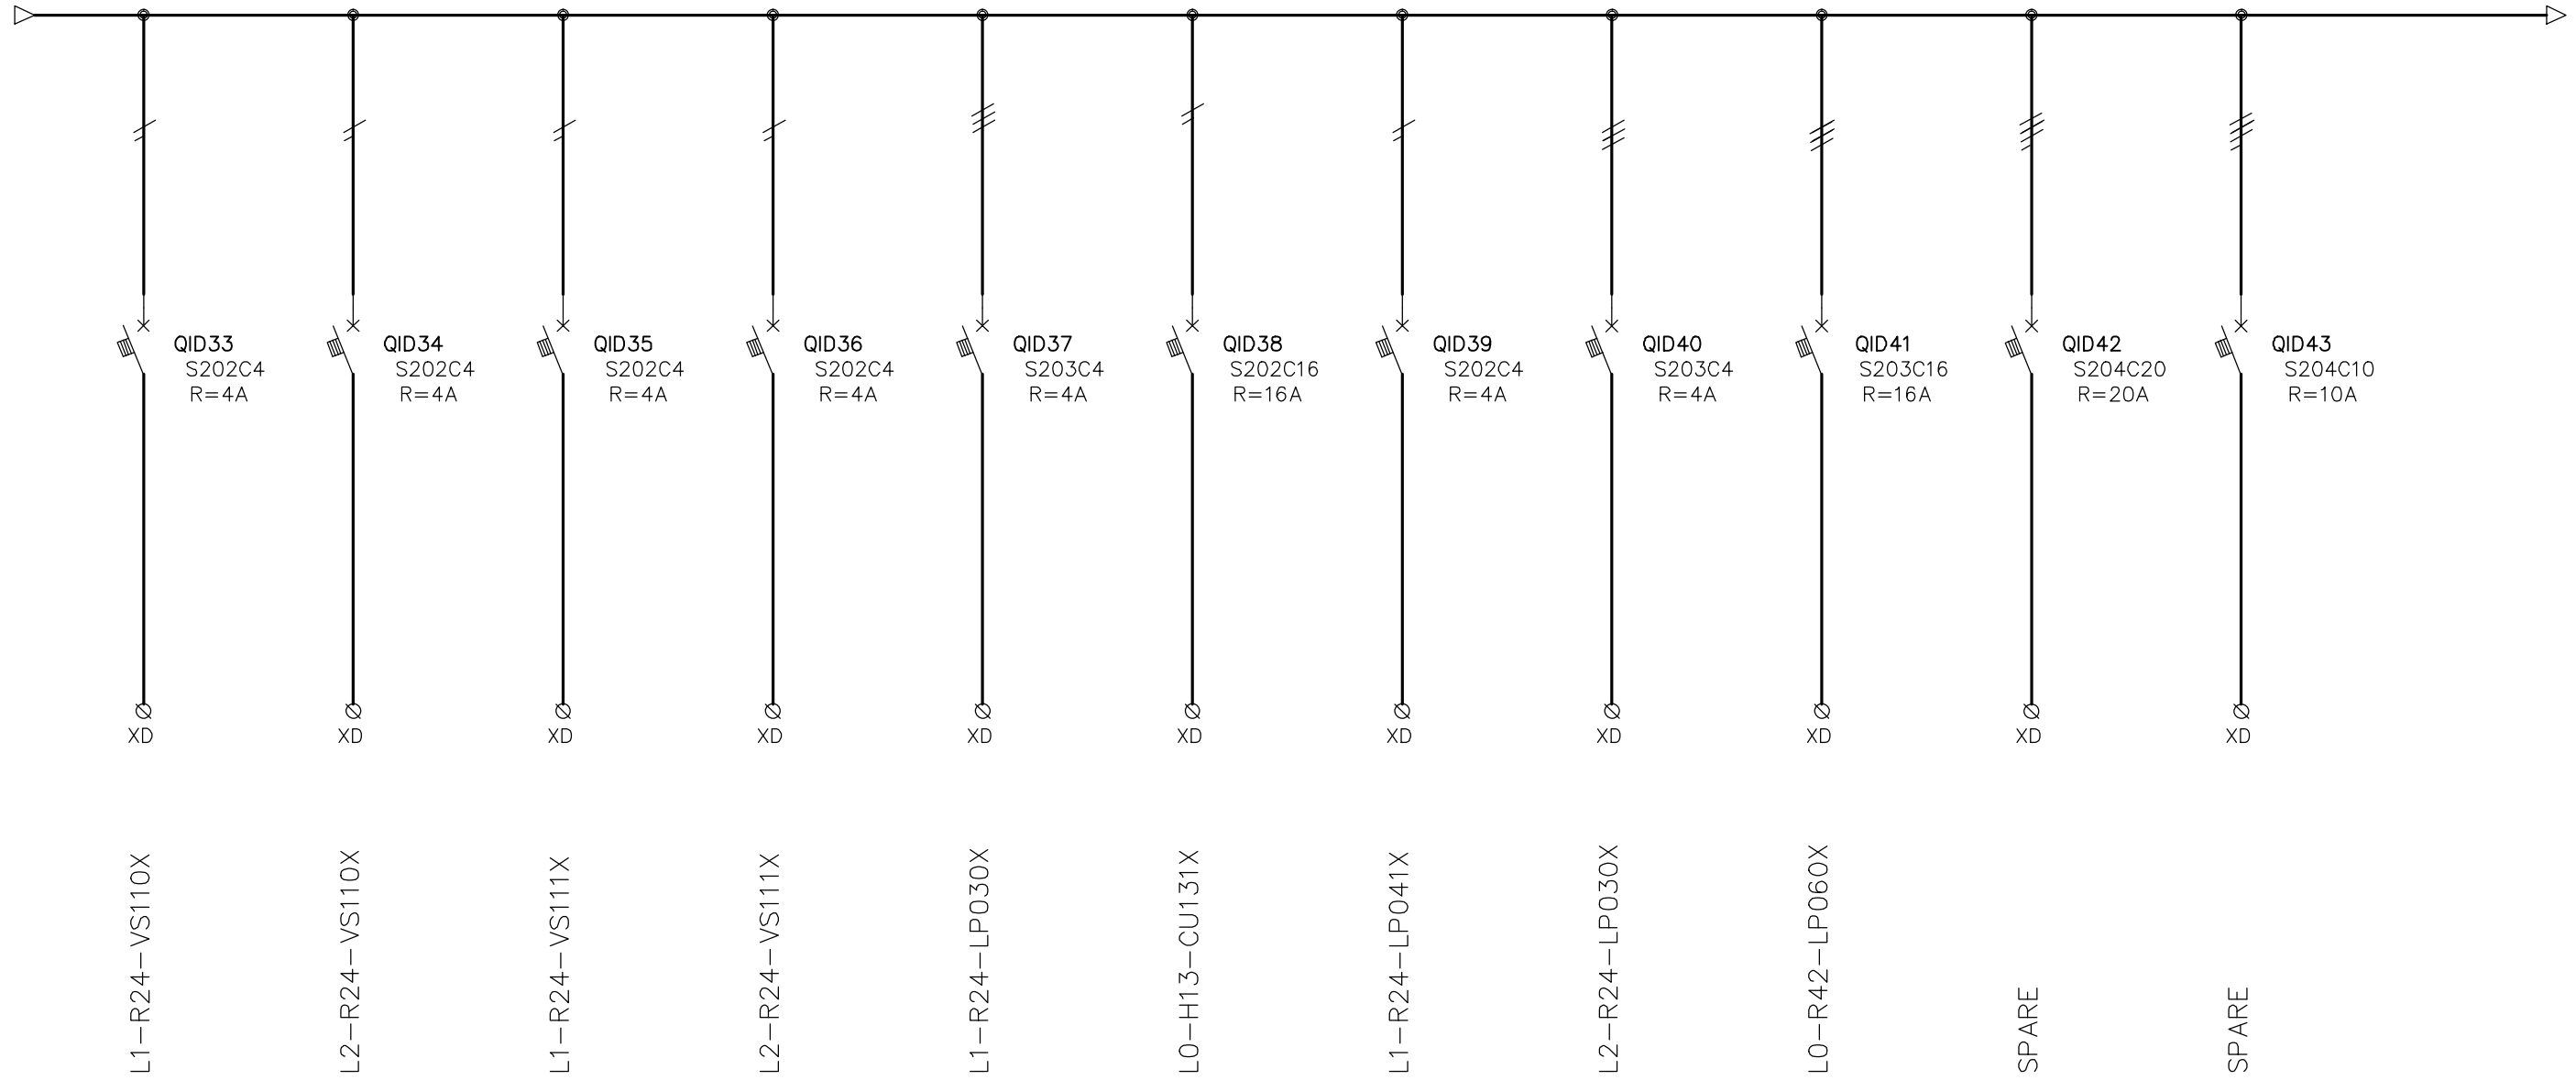 QID33
S202C4
R=4A
QID34
S202C4
R=4A
QID35
S202C4
R=4A
QID36
S202C4
R=4A
QID37
S203C4
R=4A
QID38
S202C16
R=16A
QID39
S202C4
R=4A
QID40
S203C4
R=4A
QID41
S203C16
R=16A
QID42
S204C20
R=20A
QID43
S204C10
R=10A
XD
XD
XD
XD
XD
XD
XD
XD
XD
XD
XD
L1-R24-VS110X
L2-R24-VS110X
L1-R24-VS111X
L2-R24-VS111X
L1-R24-LP030X
L0-H13-CU131X
L1-R24-LP041X
L2-R24-LP030X
L0-R42-LP060X
SPARE
SPARE